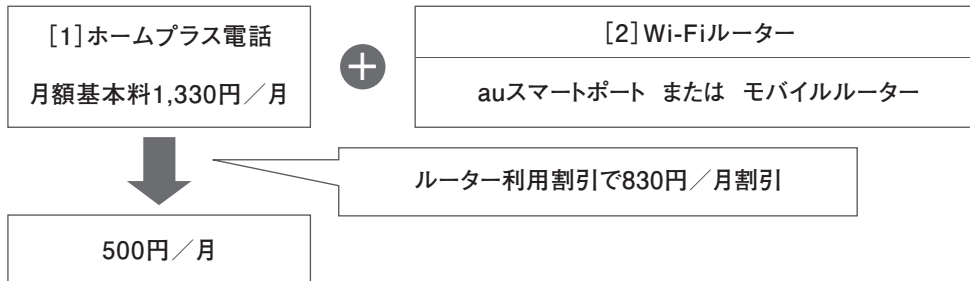 [1]ホームプラス電話
月額基本料1,330円／月
[2]Wi-Fiルーター
auスマートポート または モバイルルーター
ルーター利用割引で830円／月割引
500円／月